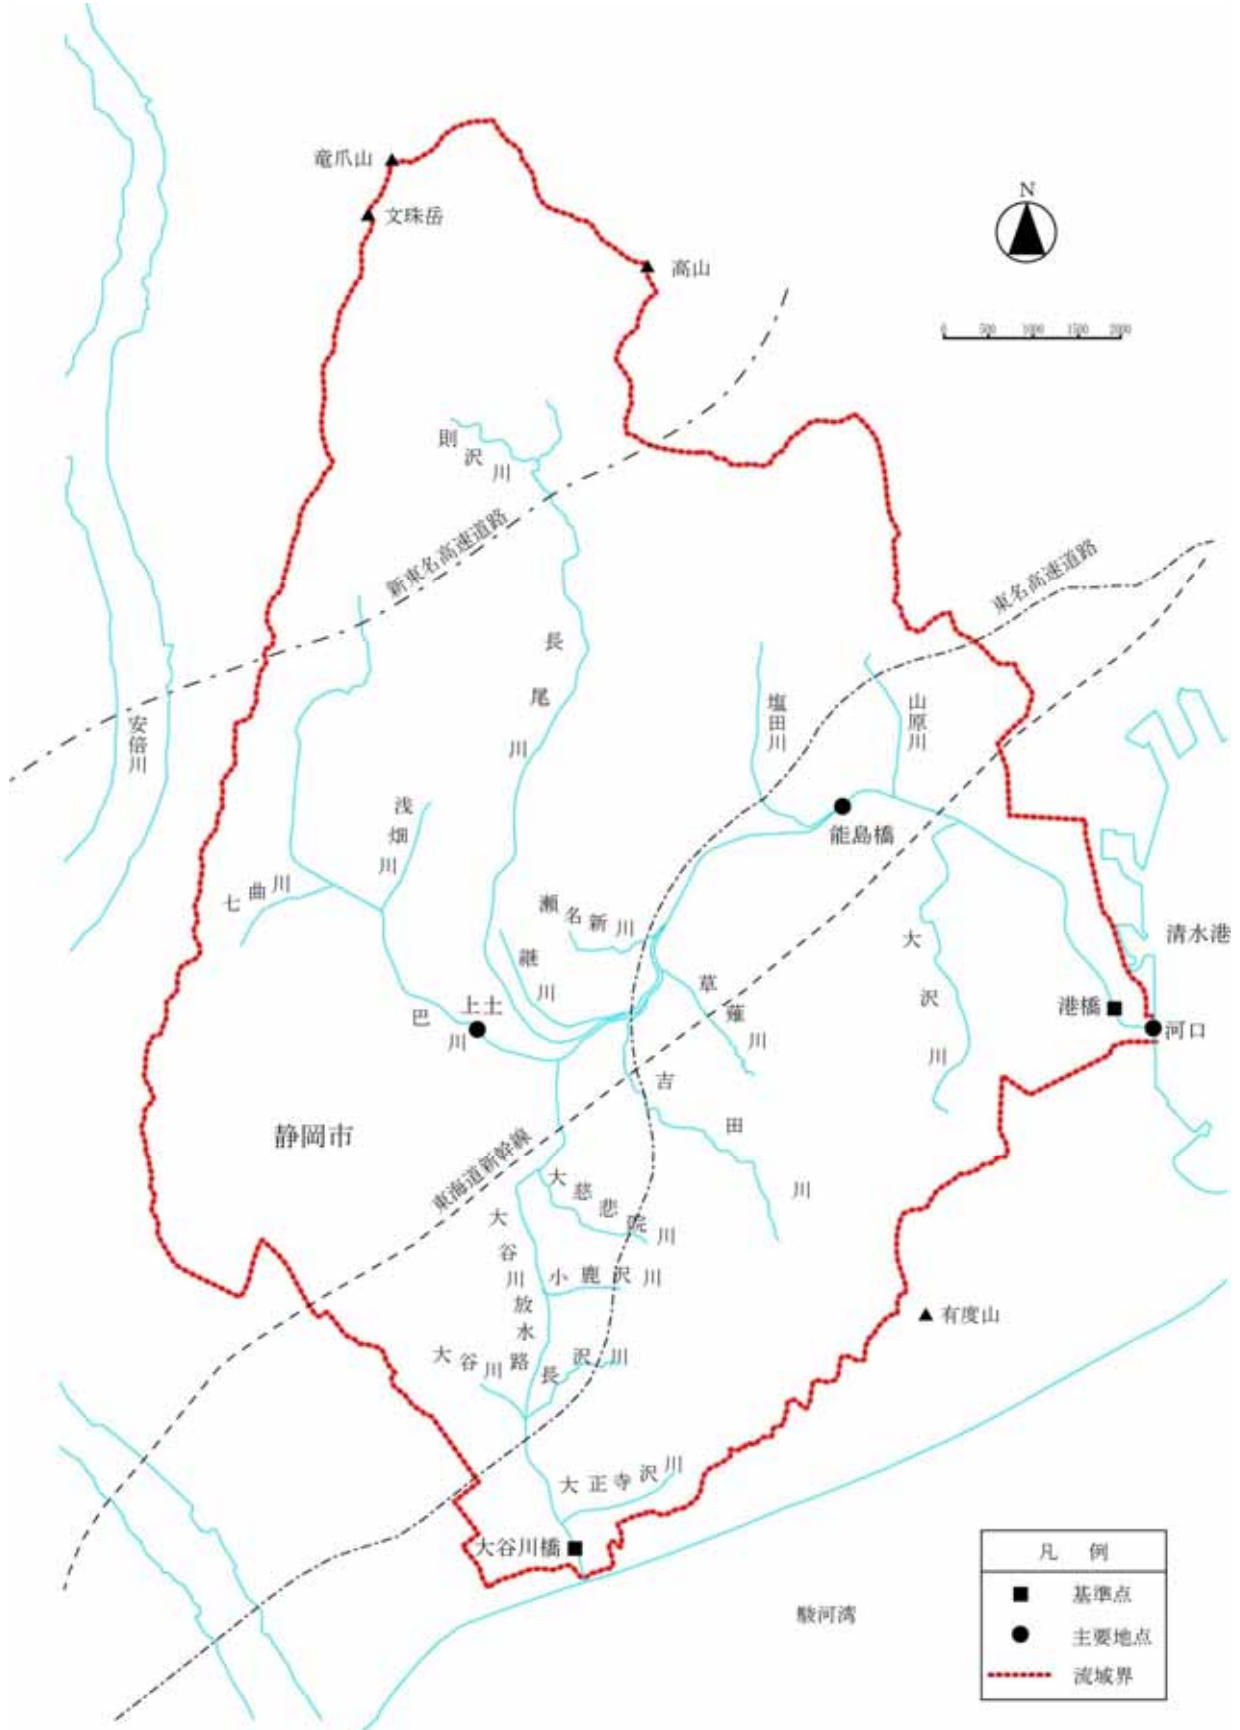 竜爪山
文珠岳
高山
N
0 500 1000 1500 2000
則沢川
新東名高速道路
東名高速道路
長尾川
安倍川
塩田川
山原川
浅畑川
能島橋
七曲川
瀬名新川
継川
大沢川
清水港
草薙川
港橋
上土
巴川
河口
吉田川
静岡市
東海道新幹線
大慈悲院川
大谷川放水路
小鹿沢川
有度山
大谷川
長沢川
大正寺沢川
大谷川橋
駿河湾
凡 例
基準点
主要地点
流域界